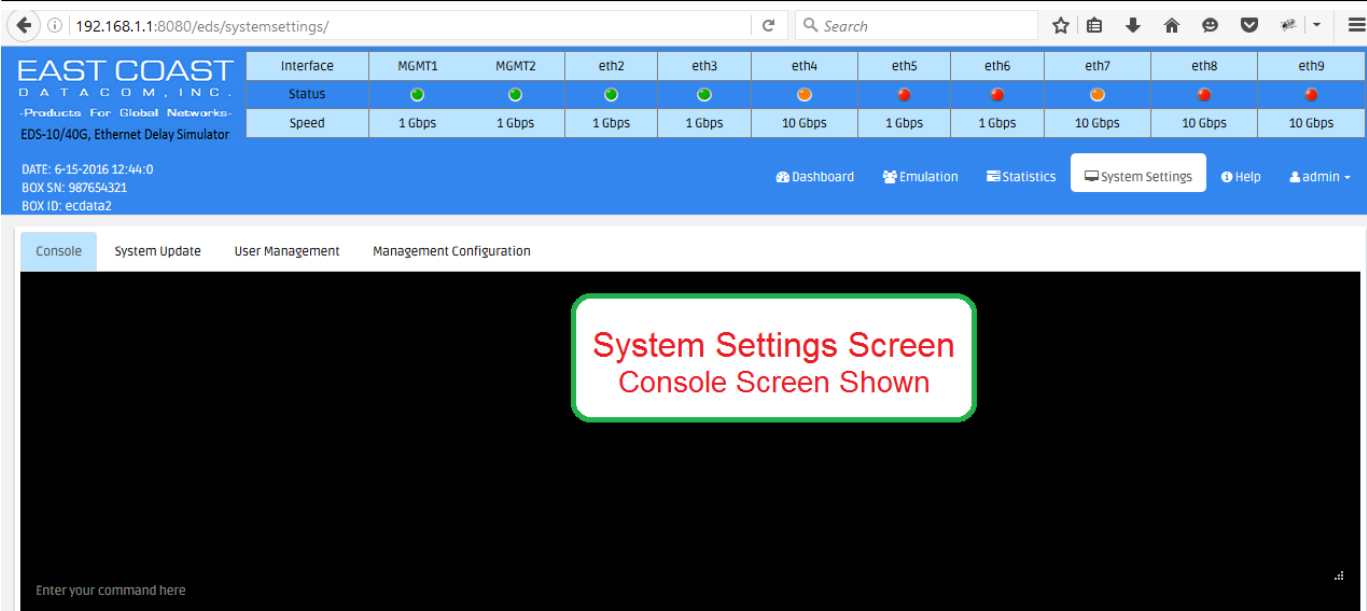 192.168.1.1:8080/eds/systemsettings/
Search
EAST COAST
DATACOM, INC.
-Products For Global Networks-
EDS-10/40G, Ethernet Delay Simulator
Interface MGMT1 MGMT2 eth2 eth3 eth4 eth5 eth6 eth7 eth8 eth9
Status
Speed 1 Gbps 1 Gbps 1 Gbps 1 Gbps 10 Gbps 1 Gbps 1 Gbps 10 Gbps 10 Gbps 10 Gbps
DATE: 6-15-2016 12:44:0
BOX SN: 987654321
BOX ID: ecdata2
Dashboard Emulation Statistics System Settings Help admin
Console System Update User Management Management Configuration
System Settings Screen
Console Screen Shown
Enter your command here